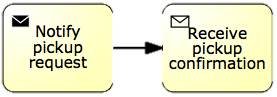 Notify
pickup
request
Receive
pickup
confirmation